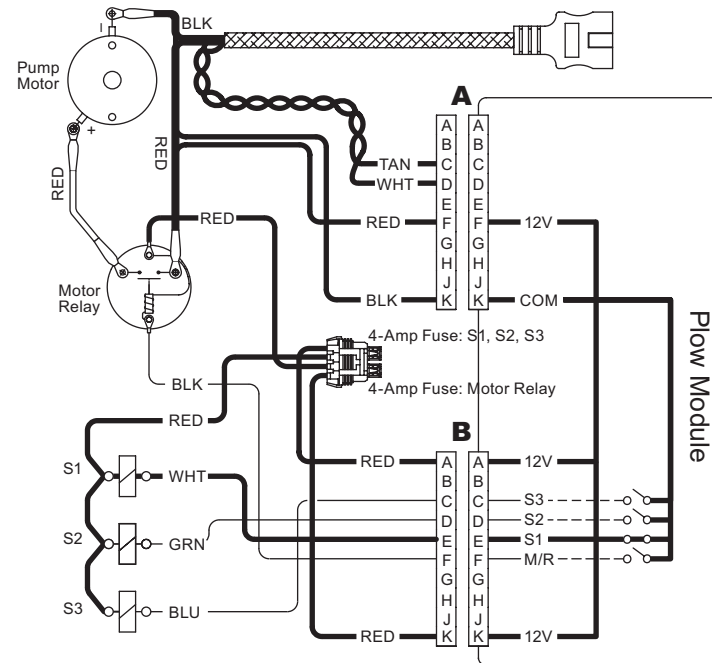 –
BLK
Pump
Motor
+
RED
RED
A
A
B
C
D
E
F
G
H
J
K
A
B
C
D
E
F
G
H
J
K
TAN
WHT
RED
BLK
12V
COM
RED
Motor
Relay
4-Amp Fuse: S1, S2, S3
4-Amp Fuse: Motor Relay
BLK
RED
Plow Module
B
A
B
C
D
E
F
G
H
J
K
A
B
C
D
E
F
G
H
J
K
RED
RED
12V
S3
S2
S1
M/R
12V
S1
WHT
S2
GRN
S3
BLU